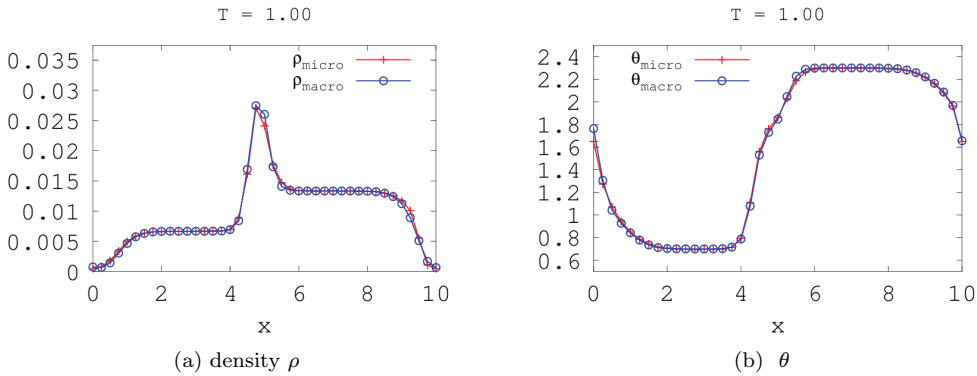 T = 1.00
0.035
0.03
0.025
0.02
0.015
0.01
0.005
0
ρmicro
ρmacro
0 2 4 6 8 10
x
(a) density ρ
T = 1.00
2.4
2.2
2
1.8
1.6
1.4
1.2
1
0.8
0.6
θmicro
θmacro
0 2 4 6 8 10
x
(b) θ